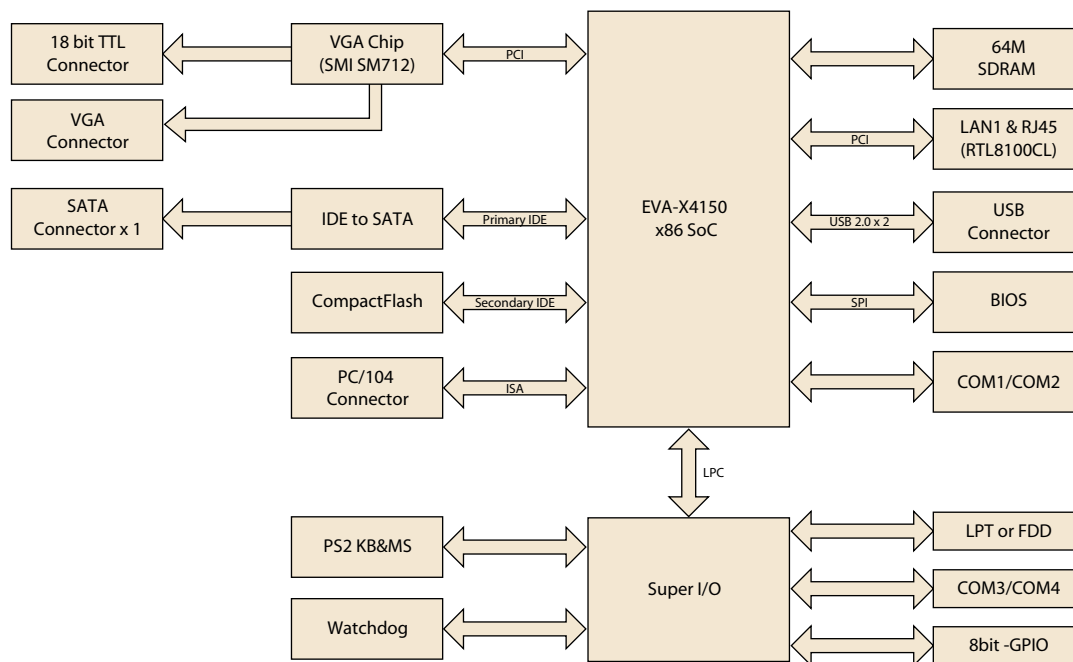 18 bit TTL
Connector
VGA Chip
(SMI SM712)
PCI
64M
SDRAM
VGA
Connector
PCI
LAN1 & RJ45
(RTL8100CL)
SATA
Connector x 1
IDE to SATA
Primary IDE
EVA-X4150
x86 SoC
USB 2.0 x 2
USB
Connector
CompactFlash
Secondary IDE
SPI
BIOS
PC/104
Connector
ISA
COM1/COM2
LPC
PS2 KB&MS
Super I/O
LPT or FDD
COM3/COM4
Watchdog
8bit -GPIO